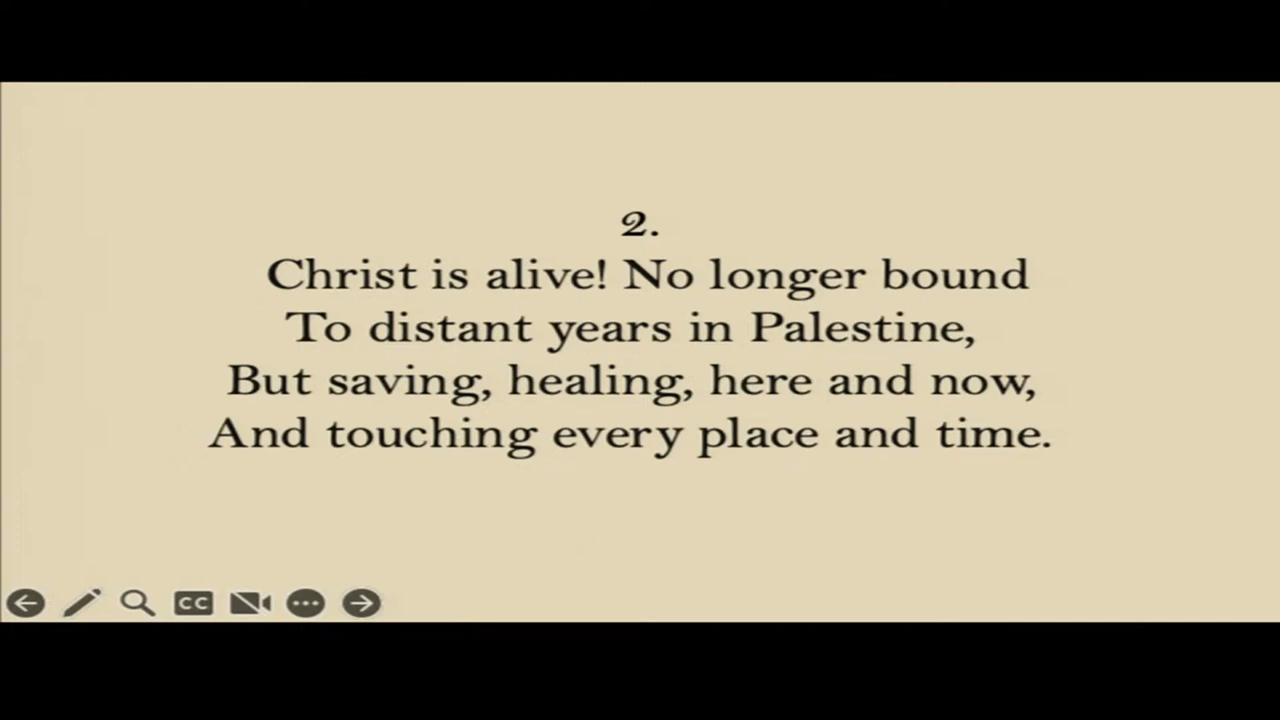 2.
Christ is alive! No longer bound
To distant years in Palestine,
But saving, healing, here and now,
And touching every place and time.
CC